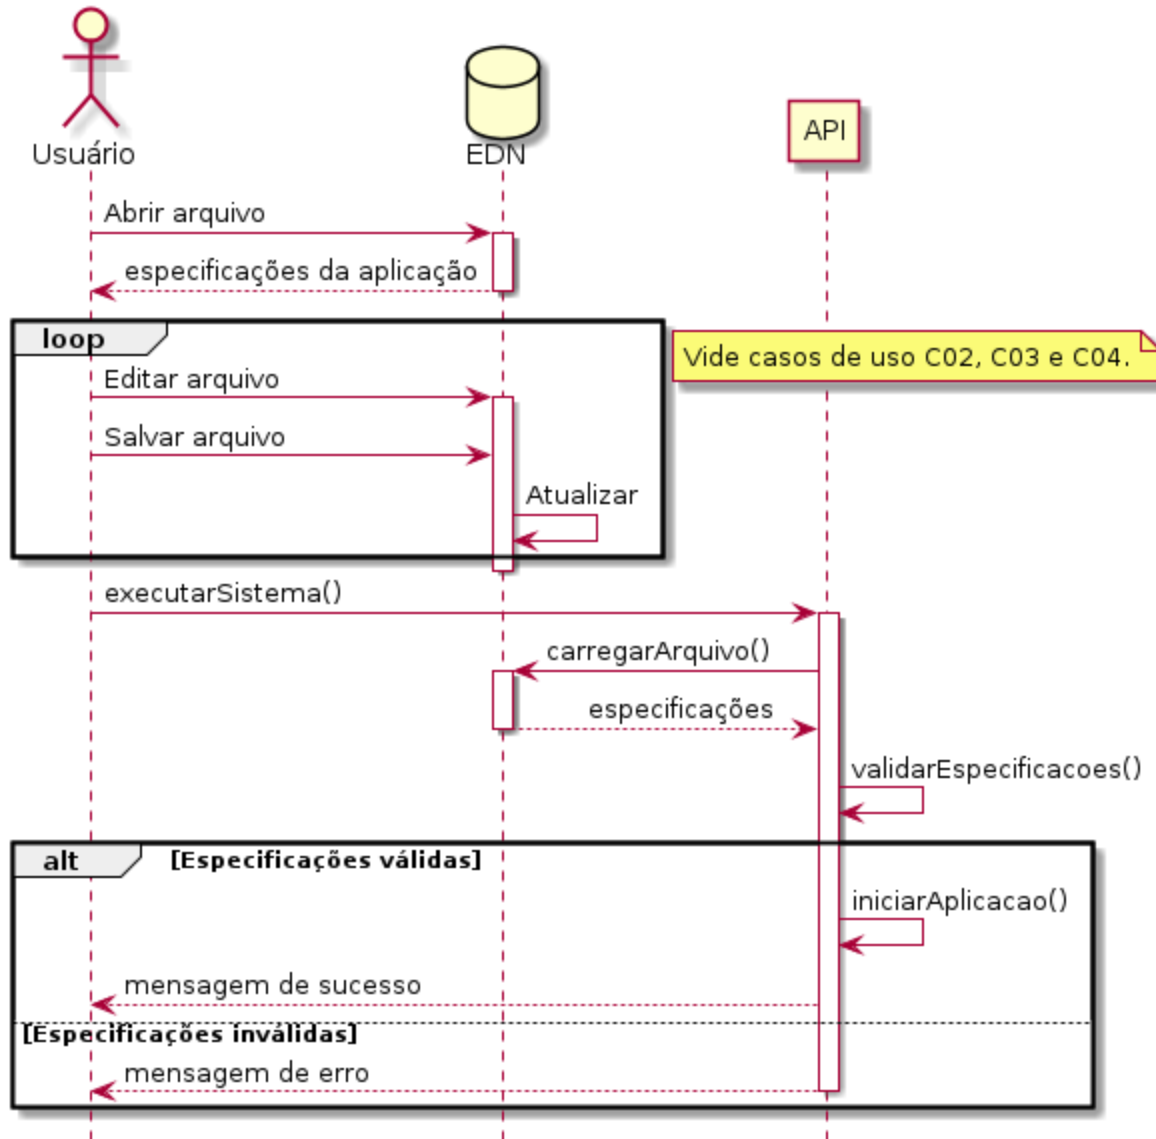 Usuário
EDN
API
Abrir arquivo
especificações da aplicação
loop
Vide casos de uso C02, C03 e C04.
Editar arquivo
Salvar arquivo
Atualizar
executarSistema()
carregarArquivo()
especificações
validarEspecificacoes()
alt
[Especificações válidas]
iniciarAplicacao()
mensagem de sucesso
[Especificações inválidas]
mensagem de erro